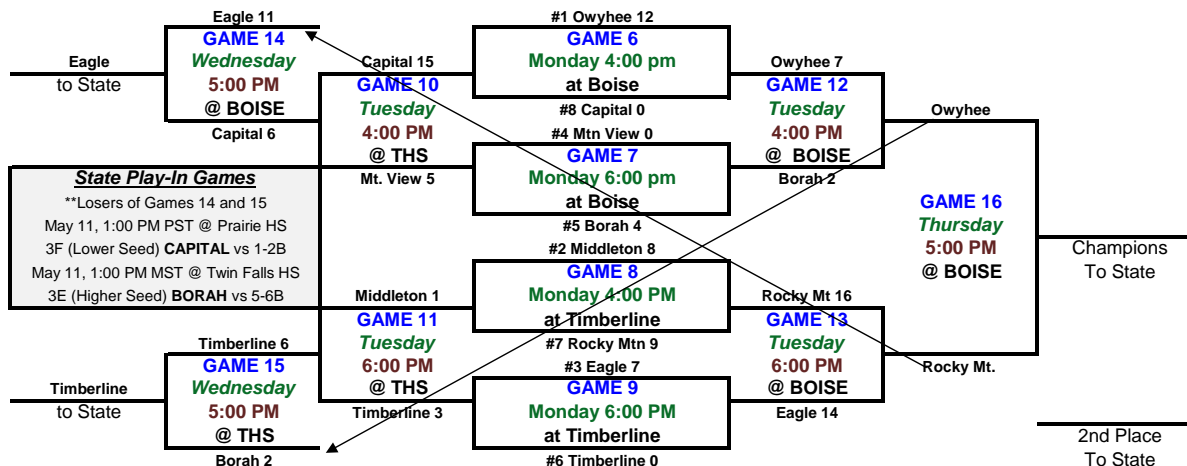 Eagle 11
GAME 14
Wednesday
5:00 PM
@ BOISE
Capital 6
Eagle
to State
State Play-In Games
**Losers of Games 14 and 15
May 11, 1:00 PM PST @ Prairie HS
3F (Lower Seed) CAPITAL vs 1-2B
May 11, 1:00 PM MST @ Twin Falls HS
3E (Higher Seed) BORAH vs 5-6B
Timberline 6
GAME 15
Wednesday
5:00 PM
@ THS
Borah 2
Timberline
to State
Capital 15
GAME 10
Tuesday
4:00 PM
@ THS
Mt. View 5
Middleton 1
GAME 11
Tuesday
6:00 PM
@ THS
Timberline 3
#1 Owyhee 12
GAME 6
Monday 4:00 pm
at Boise
#8 Capital 0
#4 Mtn View 0
GAME 7
Monday 6:00 pm
at Boise
#5 Borah 4
#2 Middleton 8
GAME 8
Monday 4:00 PM
at Timberline
#7 Rocky Mtn 9
#3 Eagle 7
GAME 9
Monday 6:00 PM
at Timberline
#6 Timberline 0
Owyhee 7
GAME 12
Tuesday
4:00 PM
@ BOISE
Borah 2
Rocky Mt 16
GAME 13
Tuesday
6:00 PM
@ BOISE
Eagle 14
Owyhee
GAME 16
Thursday
5:00 PM
@ BOISE
Rocky Mt.
Champions
To State
2nd Place
To State